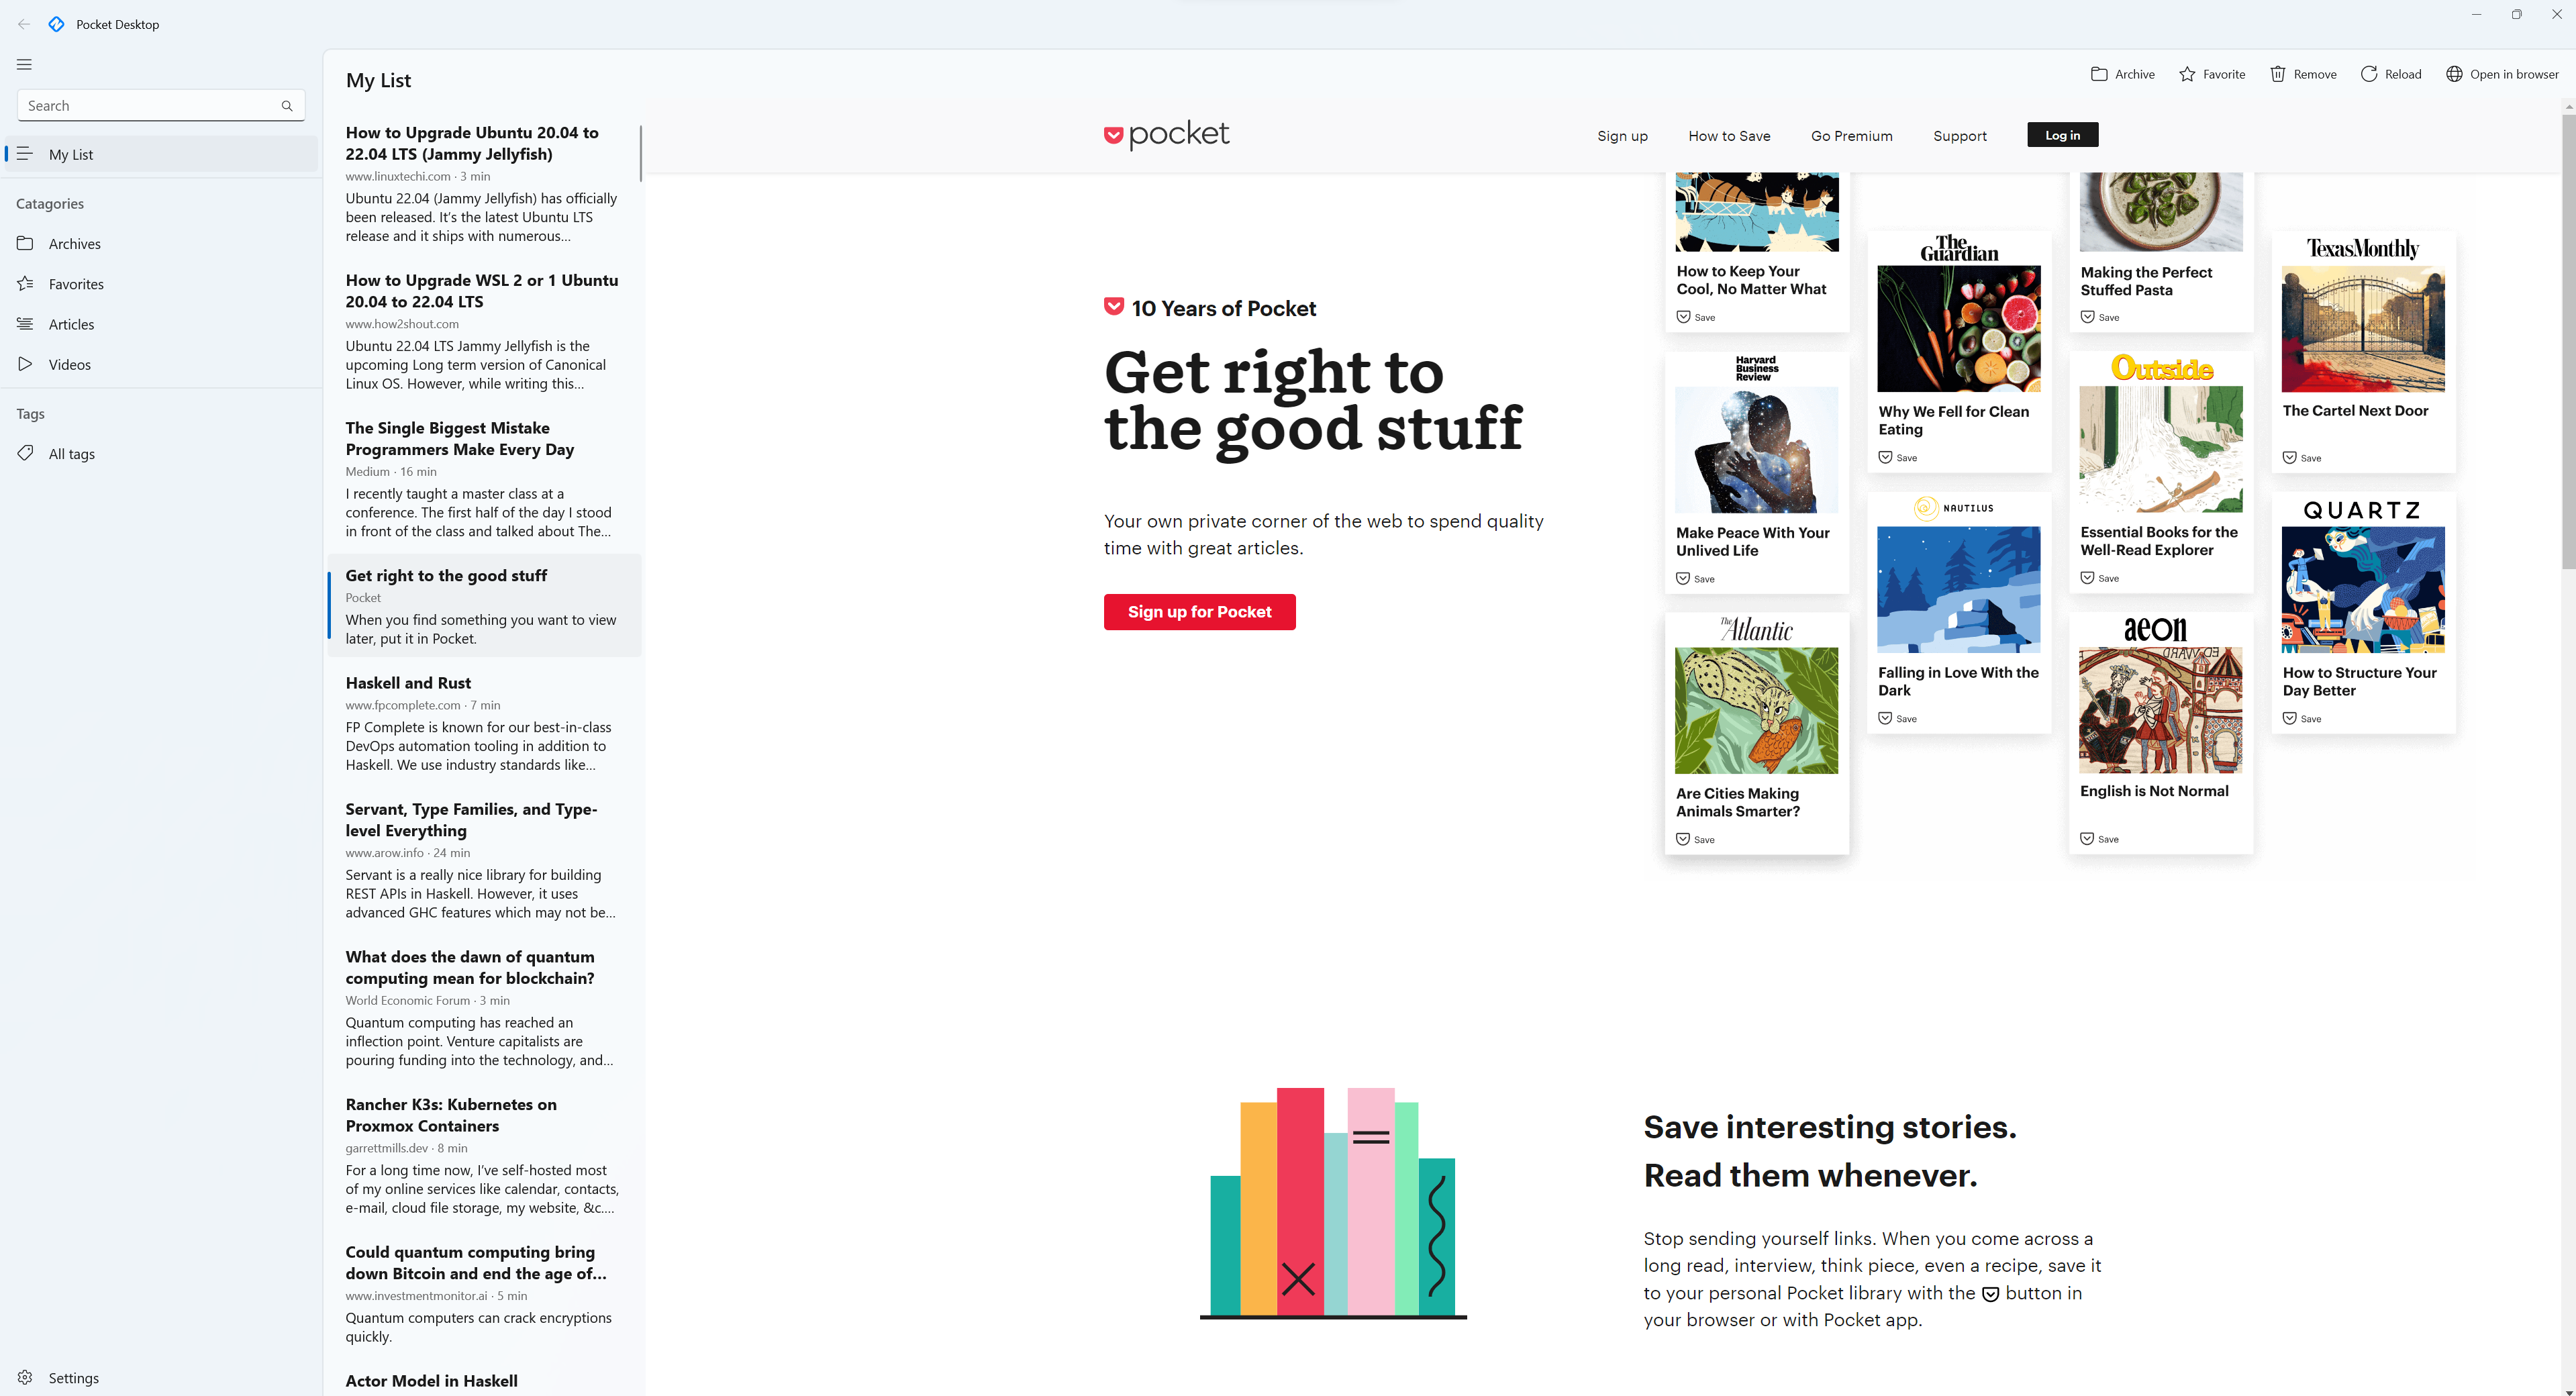 Pocket Desktop
Search
My List
Catagories
Archives
Favorites
Articles
Videos
Tags
All tags
Settings
My List
Archive
Favorite
Remove
Reload
Open in browser
How to Upgrade Ubuntu 20.04 to
22.04 LTS (Jammy Jellyfish)
www.linuxtechi.com · 3 min
Ubuntu 22.04 (Jammy Jellyfish) has officially
been released. It's the latest Ubuntu LTS
release and it ships with numerous...
How to Upgrade WSL 2 or 1 Ubuntu
20.04 to 22.04 LTS
www.how2shout.com
Ubuntu 22.04 LTS Jammy Jellyfish is the
upcoming Long term version of Canonical
Linux OS. However, while writing this...
The Single Biggest Mistake
Programmers Make Every Day
Medium · 16 min
I recently taught a master class at a
conference. The first half of the day I stood
in front of the class and talked about The...
Get right to the good stuff
Pocket
When you find something you want to view
later, put it in Pocket.
Haskell and Rust
www.fpcomplete.com · 7 min
FP Complete is known for our best-in-class
DevOps automation tooling in addition to
Haskell. We use industry standards like...
Servant, Type Families, and Type-
level Everything
www.arow.info · 24 min
Servant is a really nice library for building
REST APIs in Haskell. However, it uses
advanced GHC features which may not be...
What does the dawn of quantum
computing mean for blockchain?
World Economic Forum · 3 min
Quantum computing has reached an
inflection point. Venture capitalists are
pouring funding into the technology, and...
Rancher K3s: Kubernetes on
Proxmox Containers
garrettmills.dev · 8 min
For a long time now, I've self-hosted most
of my online services like calendar, contacts,
e-mail, cloud file storage, my website, &c....
Could quantum computing bring
down Bitcoin and end the age of...
www.investmentmonitor.ai · 5 min
Quantum computers can crack encryptions
quickly.
Actor Model in Haskell
pocket
Sign up
How to Save
Go Premium
Support
Log in
10 Years of Pocket
Get right to
the good stuff
Your own private corner of the web to spend quality
time with great articles.
Sign up for Pocket
How to Keep Your
Cool, No Matter What
Save
Harvard
Business
Review
Make Peace With Your
Unlived Life
Save
The Atlantic
Are Cities Making
Animals Smarter?
Save
The
Guardian
Why We Fell for Clean
Eating
Save
NAUTILUS
Falling in Love With the
Dark
Save
Making the Perfect
Stuffed Pasta
Save
Outside
Essential Books for the
Well-Read Explorer
Save
aeon
English is Not Normal
Save
TexasMonthly
The Cartel Next Door
Save
QUARTZ
How to Structure Your
Day Better
Save
Save interesting stories.
Read them whenever.
Stop sending yourself links. When you come across a
long read, interview, think piece, even a recipe, save it
to your personal Pocket library with the button in
your browser or with Pocket app.